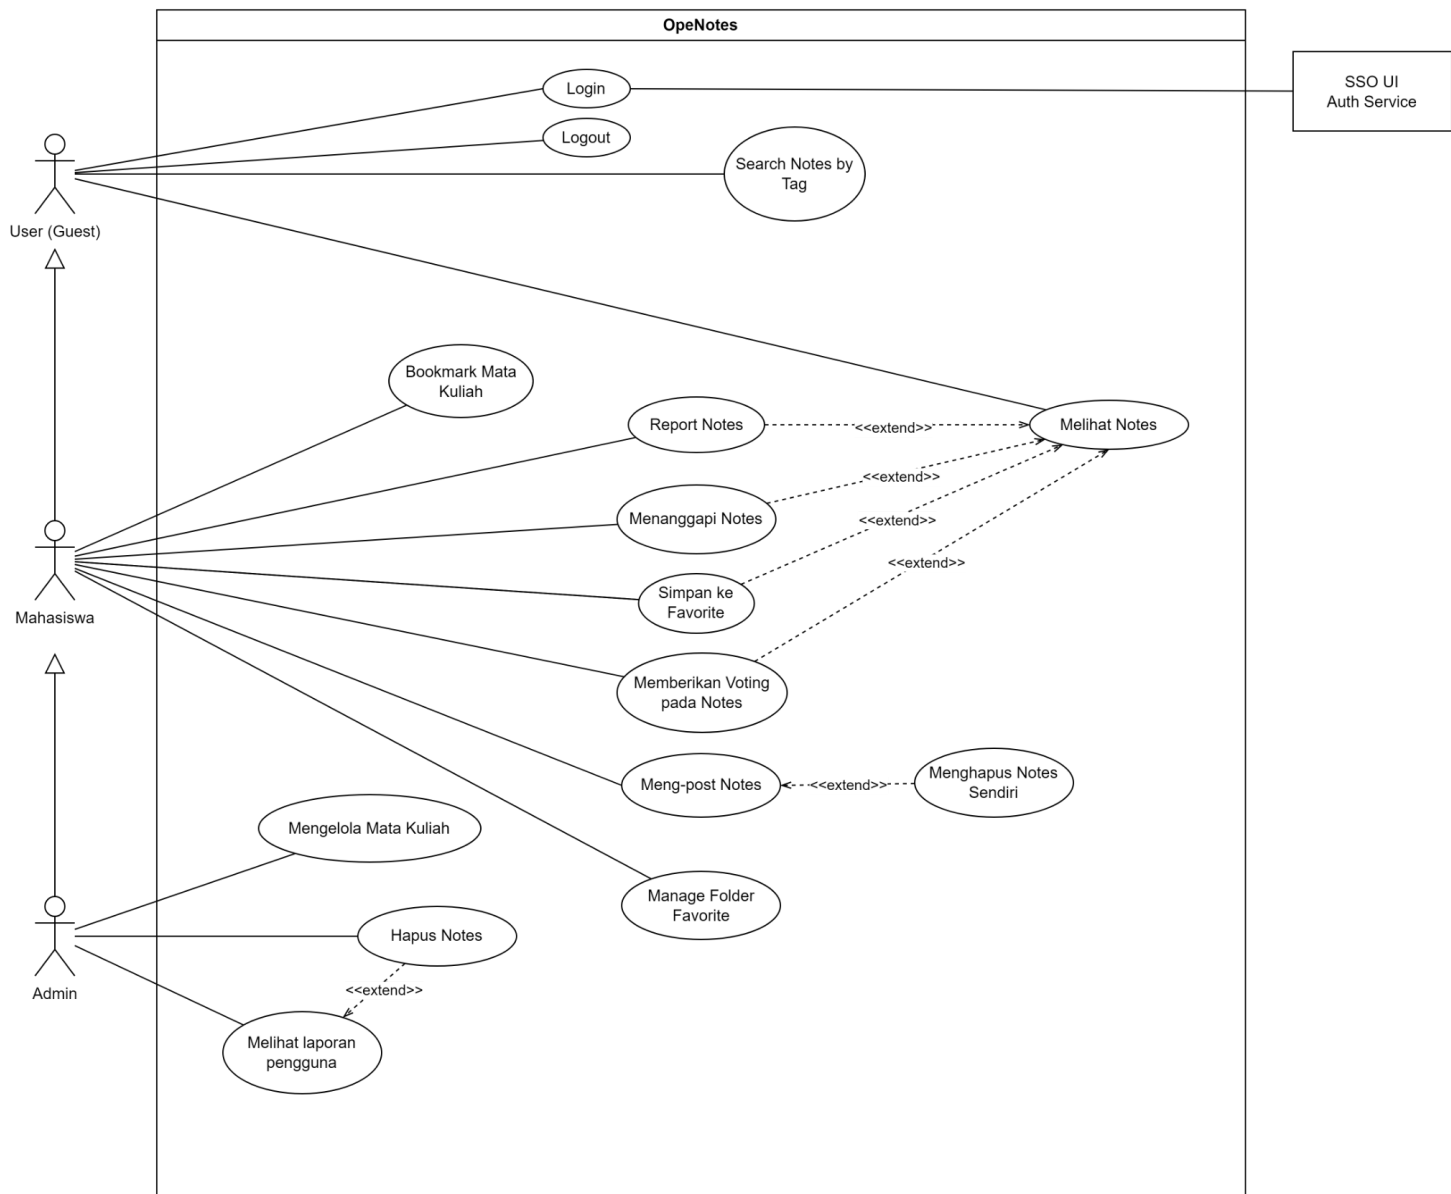 OpeNotes
Login
SSO UI
Auth Service
Logout
Search Notes by
Tag
User (Guest)
Bookmark Mata
Kuliah
Report Notes
<<extend>>
Melihat Notes
<<extend>>
Menanggapi Notes
<<extend>>
<<extend>>
Simpan ke
Favorite
Mahasiswa
Memberikan Voting
pada Notes
Meng-post Notes
<<extend>>
Menghapus Notes
Sendiri
Mengelola Mata Kuliah
Manage Folder
Favorite
Hapus Notes
<<extend>>
Admin
Melihat laporan
pengguna